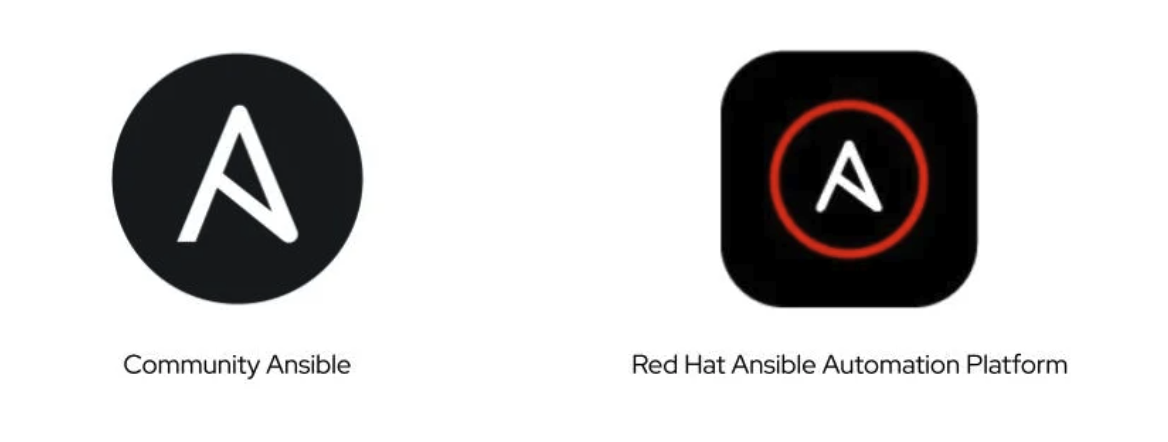 Community Ansible
Red Hat Ansible Automation Platform